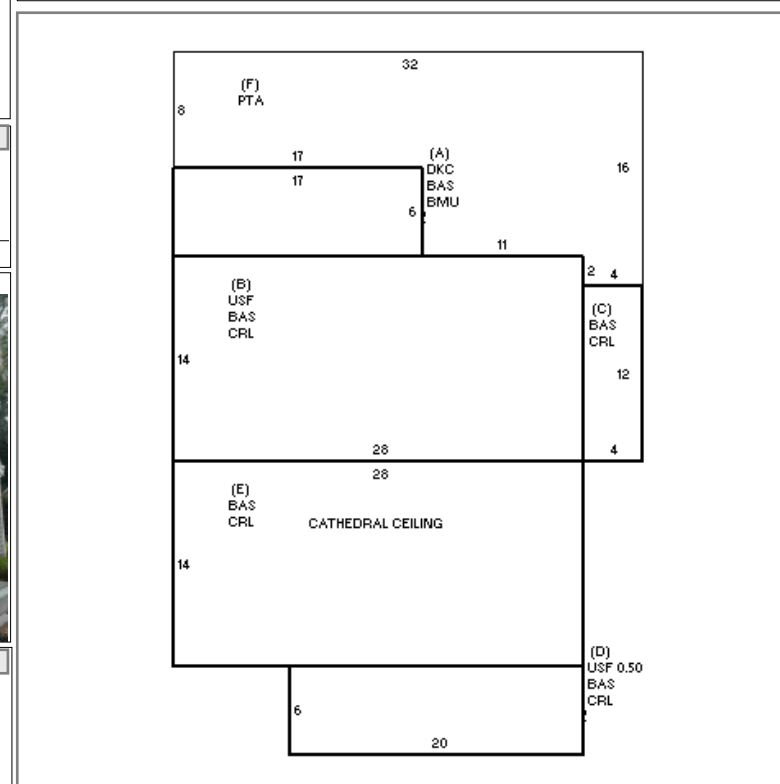 32
(F)
PTA
8
17
(A)
17
DKC
16
BAS
BMU
6
11
2 4
(B)
USF
BAS
CRL
(C)
BAS
CRL
14
12
28
4
28
(E)
BAS
CRL
CATHEDRAL CEILING
14
(D)
USF 0.50
BAS
CRL
6
20